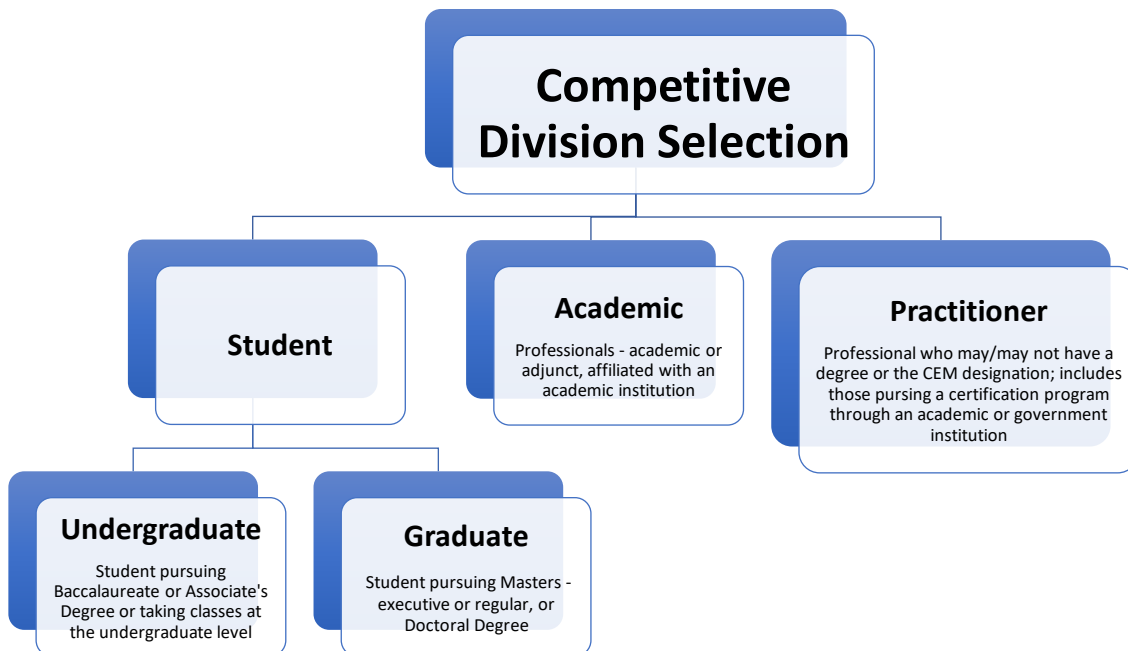 Competitive
Division Selection
Student
Academic
Professionals - academic or
adjunct, affiliated with an
academic institution
Practitioner
Professional who may/may not have a
degree or the CEM designation; includes
those pursing a certification program
through an academic or government
institution
Undergraduate
Student pursuing
Baccalaureate or Associate's
Degree or taking classes at
the undergraduate level
Graduate
Student pursuing Masters -
executive or regular, or
Doctoral Degree